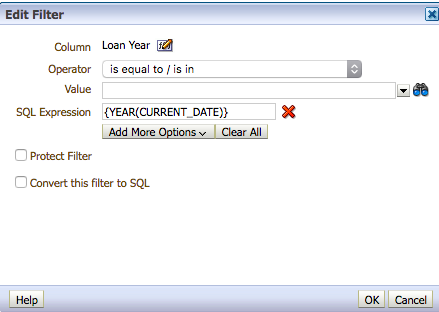 Edit Filter
Column Loan Year
Operator is equal to / is in
Value
SQL Expression {YEAR(CURRENT_DATE)}
Add More Options Clear All
Protect Filter
Convert this filter to SQL
Help OK Cancel